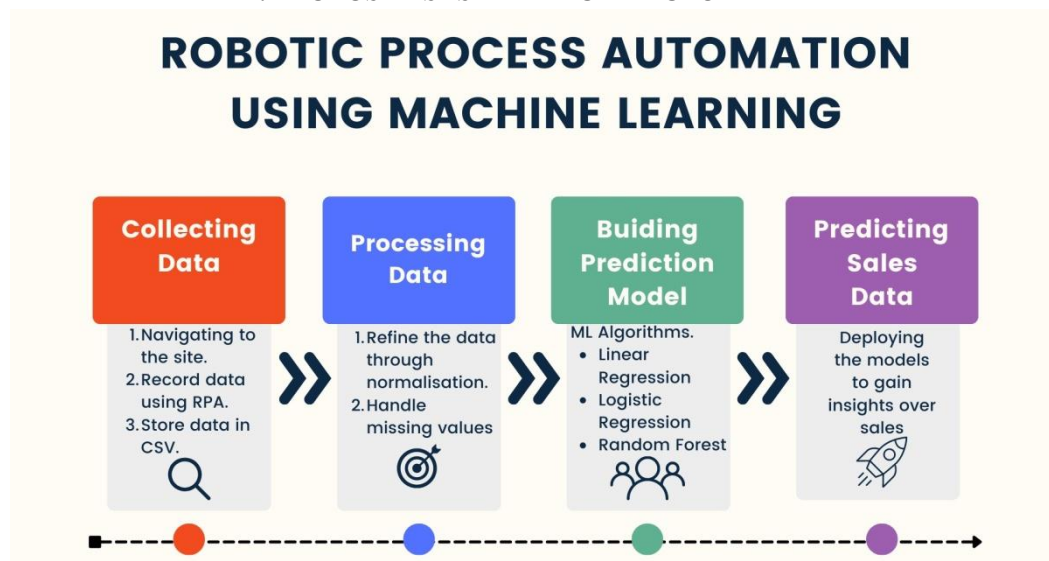 ROBOTIC PROCESS AUTOMATION
USING MACHINE LEARNING
Collecting
Data
1.Navigating to
the site.
2.Record data
using RPA.
3.Store data in
CSV.
Processing
Data
1.Refine the data
through
normalisation.
2.Handle
missing values
Buiding
Prediction
Model
ML Algorithms.
• Linear
Regression
• Logistic
Regression
• Random Forest
Predicting
Sales
Data
Deploying
the models
to gain
insights over
sales